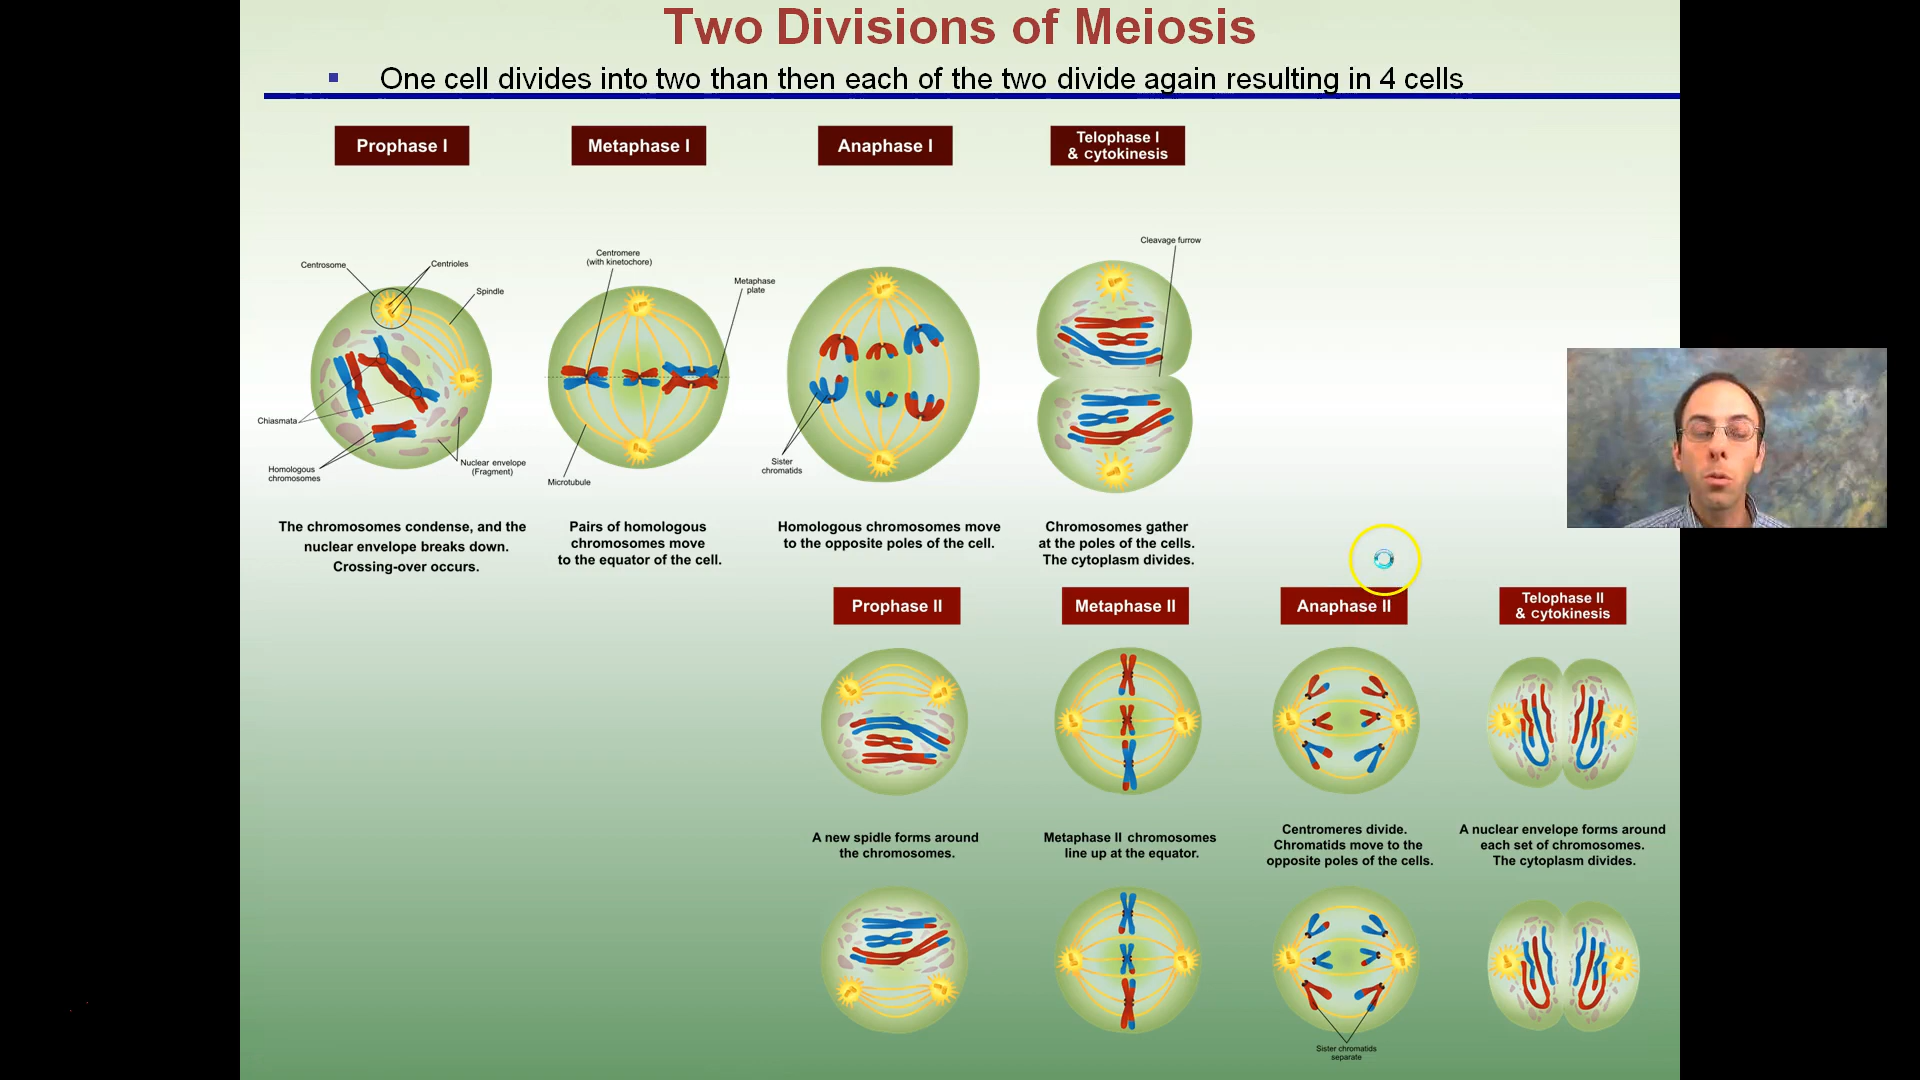 Two Divisions of Meiosis
One cell divides into two than then each of the two divide again resulting in 4 cells
Prophase I
Metaphase I
Anaphase I
Telophase I
& cytokinesis
Centrosome
Centrioles
Spindle
Chiasmata
Homologous
chromosomes
Nuclear envelope
(Fragment)
Centromere
(with kinetochore)
Metaphase
plate
Microtubule
Sister
chromatids
Cleavage furrow
The chromosomes condense, and the
nuclear envelope breaks down.
Crossing-over occurs.
Pairs of homologous
chromosomes move
to the equator of the cell.
Homologous chromosomes move
to the opposite poles of the cell.
Chromosomes gather
at the poles of the cells.
The cytoplasm divides.
Prophase II
Metaphase II
Anaphase II
Telophase II
& cytokinesis
A new spidle forms around
the chromosomes.
Metaphase II chromosomes
line up at the equator.
Centromeres divide.
Chromatids move to the
opposite poles of the cells.
A nuclear envelope forms around
each set of chromosomes.
The cytoplasm divides.
Sister chromatids
separate